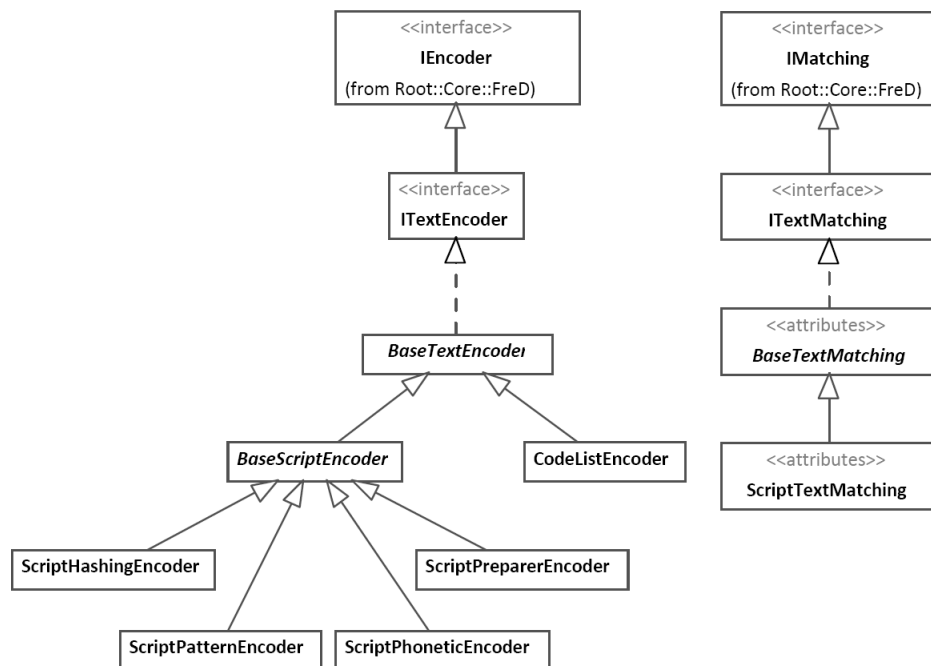 <<interface>>
IEncoder
(from Root::Core::FreD)
<<interface>>
IMatching
(from Root::Core::FreD)
<<interface>>
ITextEncoder
<<interface>>
ITextMatching
BaseTextEncoder
<<attributes>>
BaseTextMatching
BaseScriptEncoder
CodeListEncoder
<<attributes>>
ScriptTextMatching
ScriptHashingEncoder
ScriptPreparerEncoder
ScriptPatternEncoder
ScriptPhoneticEncoder